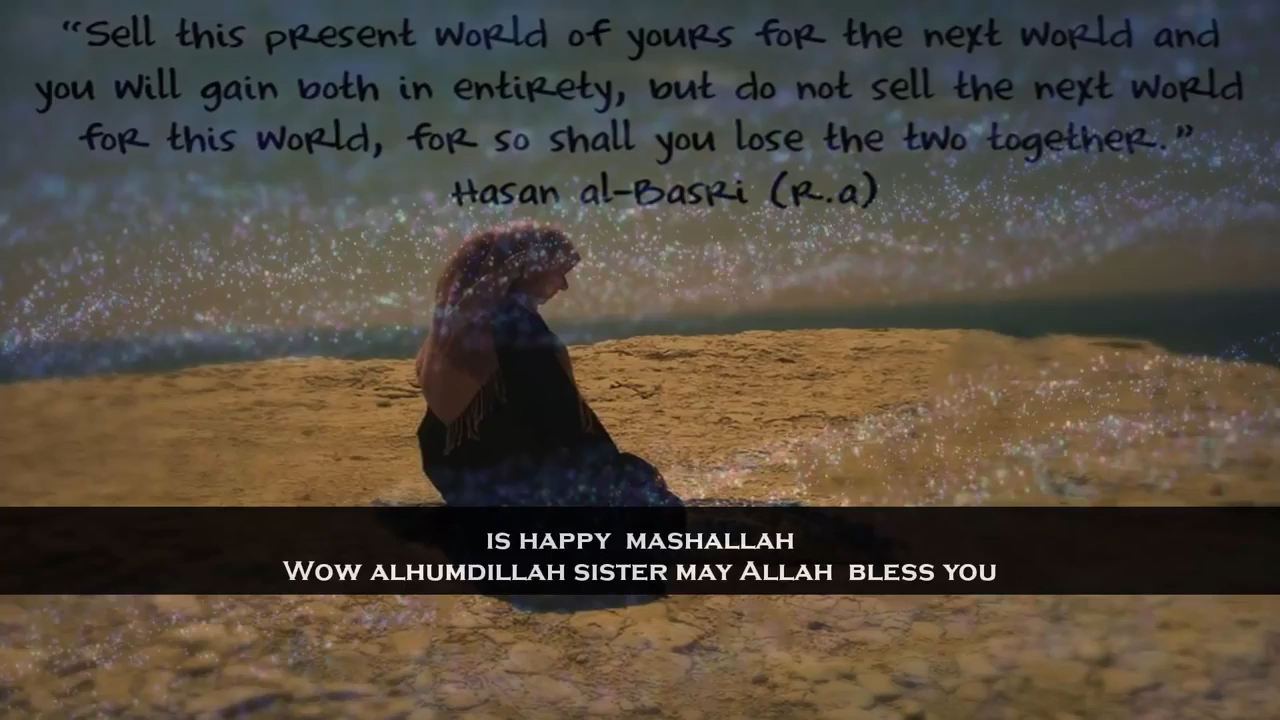 “Sell this present world of yours for the next world and
you will gain both in entirety, but do not sell the next world
for this world, for so shall you lose the two together.”
Hasan al-Basri (R.a)
IS HAPPY MASHALLAH
WOW ALHUMDILLAH SISTER MAY ALLAH BLESS YOU